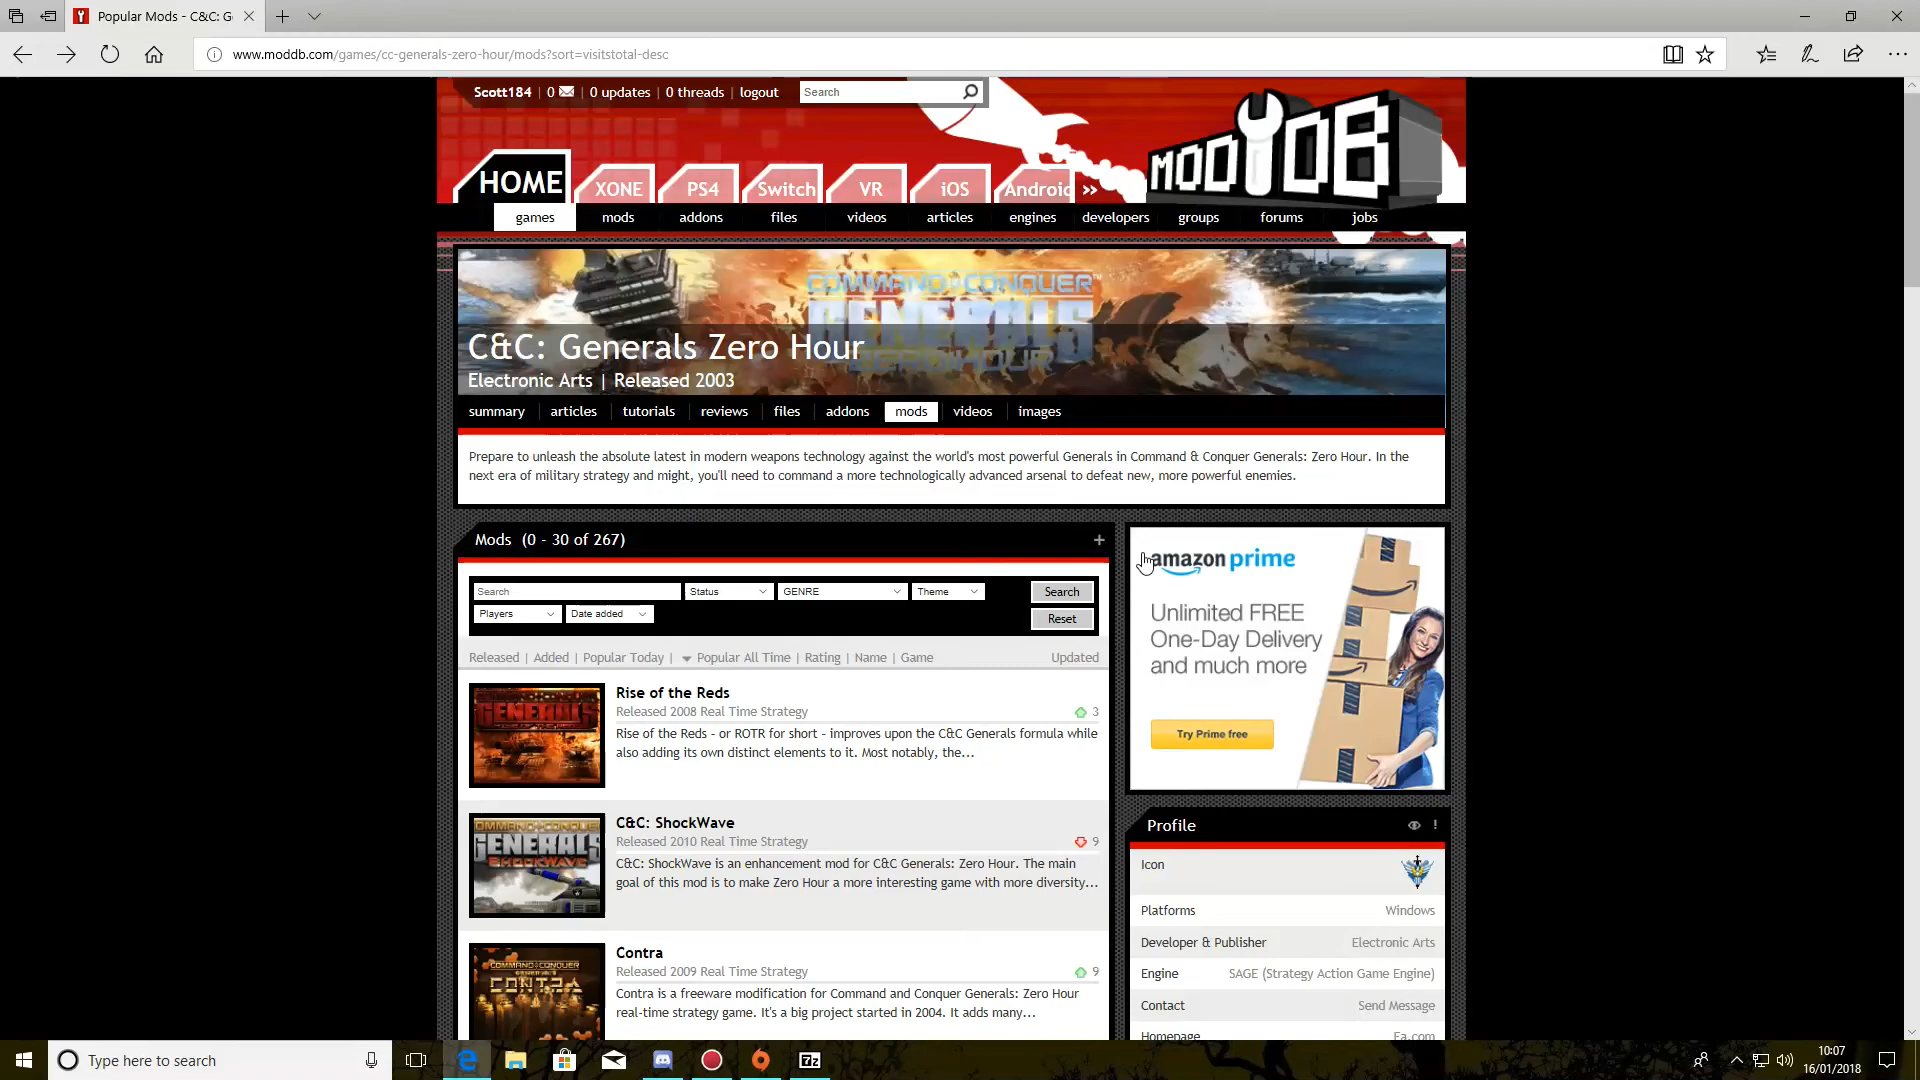 Popular Mods - C&C: G
www.moddb.com/games/cc-generals-zero-hour/mods?sort=visitstotal-desc
Scott184 | 0 | 0 updates | 0 threads | logout
Search
MODDB
HOME XONE PS4 Switch VR iOS Android »
games mods addons files videos articles engines developers groups forums jobs
COMMAND & CONQUER
GENERALS
ZERO HOUR
C&C: Generals Zero Hour
Electronic Arts | Released 2003
summary articles tutorials reviews files addons mods videos images
Prepare to unleash the absolute latest in modern weapons technology against the world's most powerful Generals in Command & Conquer Generals: Zero Hour. In the
next era of military strategy and might, you'll need to command a more technologically advanced arsenal to defeat new, more powerful enemies.
Mods (0 - 30 of 267) +
Search Status GENRE Theme Search
Players Date added Reset
Released | Added | Popular Today | Popular All Time | Rating | Name | Game Updated
GENERALS
Rise of the Reds
Released 2008 Real Time Strategy 3
Rise of the Reds - or ROTR for short - improves upon the C&C Generals formula while
also adding its own distinct elements to it. Most notably, the...
GENERALS
SHOCKWAVE
C&C: ShockWave
Released 2010 Real Time Strategy 9
C&C: ShockWave is an enhancement mod for C&C Generals: Zero Hour. The main
goal of this mod is to make Zero Hour a more interesting game with more diversity...
COMMAND & CONQUER
CONTRA
Contra
Released 2009 Real Time Strategy 9
Contra is a freeware modification for Command and Conquer Generals: Zero Hour
real-time strategy game. It's a big project started in 2004. It adds many...
amazon prime
Unlimited FREE
One-Day Delivery
and much more
Try Prime free
Profile
Icon
Platforms Windows
Developer & Publisher Electronic Arts
Engine SAGE (Strategy Action Game Engine)
Contact Send Message
Homepage Ea.com
Type here to search
7z
10:07
16/01/2018